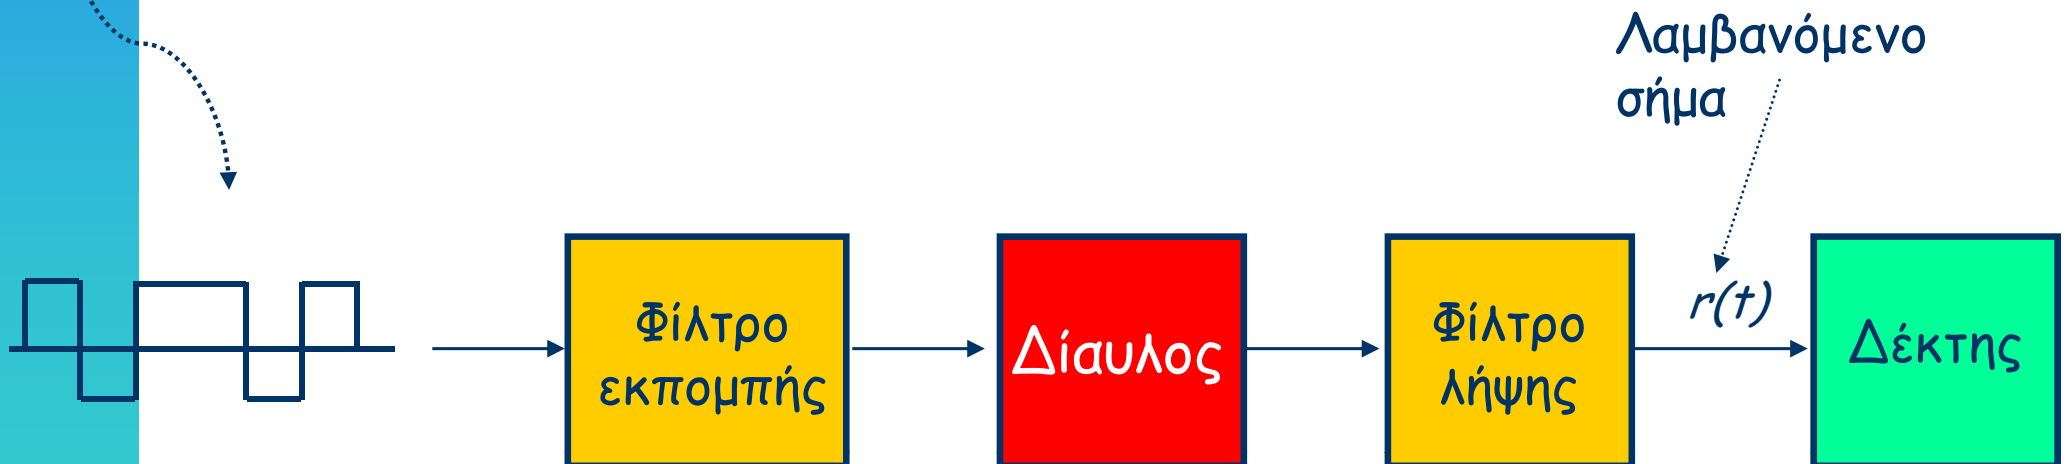 Λαμβανόμενο
σήμα
Φίλτρο
εκπομπής
Δίαυλος
Φίλτρο
λήψης
r(t)
Δέκτης